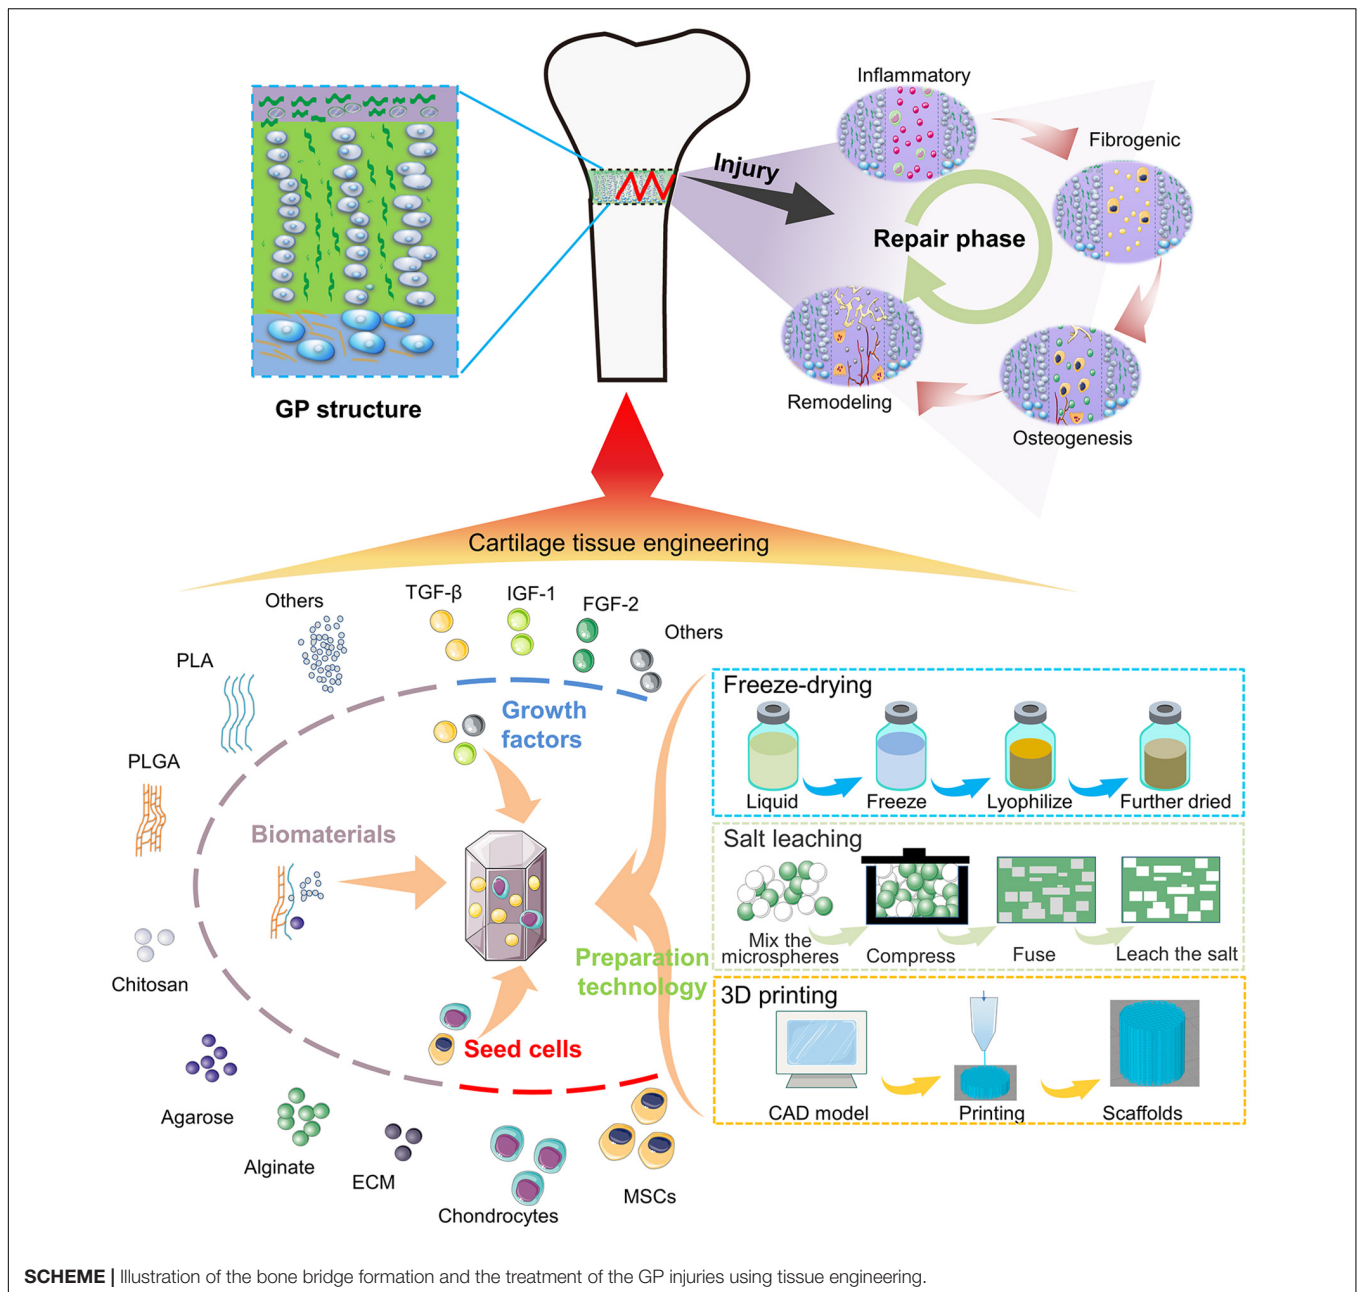 Inflammatory
Fibrogenic
Injury
Repair phase
Remodeling
Osteogenesis
GP structure
Cartilage tissue engineering
TGF-β
IGF-1
FGF-2
Others
Others
PLA
PLGA
Chitosan
Agarose
Alginate
ECM
Chondrocytes
MSCs
Growth
factors
Biomaterials
Seed cells
Preparation
technology
Freeze-drying
Liquid
Freeze
Lyophilize
Further dried
Salt leaching
Mix the
microspheres
Compress
Fuse
Leach the salt
3D printing
CAD model
Printing
Scaffolds
SCHEME | Illustration of the bone bridge formation and the treatment of the GP injuries using tissue engineering.